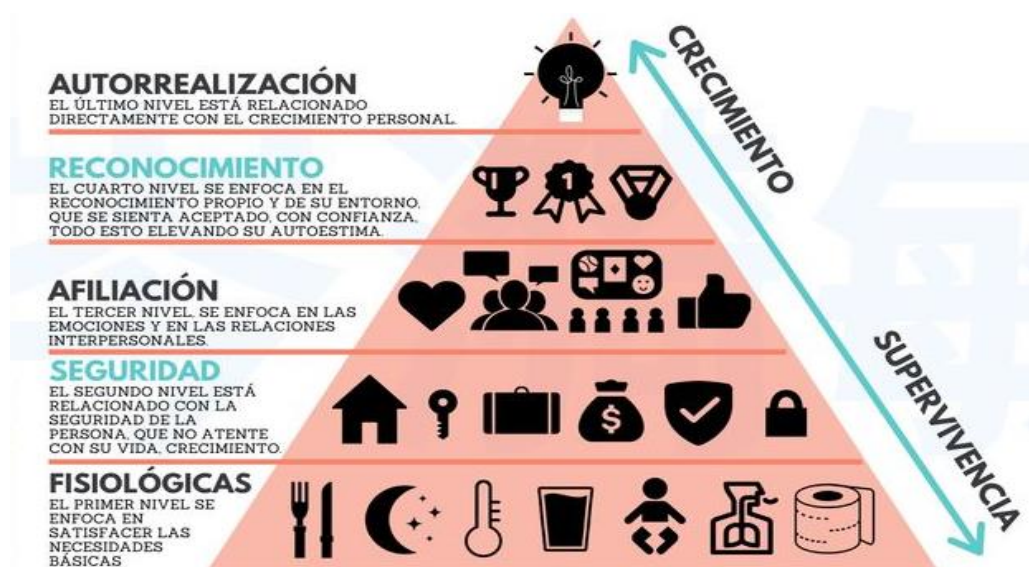 AUTORREALIZACIÓN
EL ÚLTIMO NIVEL ESTÁ RELACIONADO
DIRECTAMENTE CON EL CRECIMIENTO PERSONAL.
RECONOCIMIENTO
EL CUARTO NIVEL SE ENFOCA EN EL
RECONOCIMIENTO PROPIO Y DE SU ENTORNO,
QUE SE SIENTA ACEPTADO, CON CONFIANZA,
TODO ESTO ELEVANDO SU AUTOESTIMA.
1
AFILIACIÓN
EL TERCER NIVEL, SE ENFOCA EN LAS
EMOCIONES Y EN LAS RELACIONES
INTERPERSONALES.
SEGURIDAD
EL SEGUNDO NIVEL ESTÁ
RELACIONADO CON LA
SEGURIDAD DE LA
PERSONA, QUE NO ATENTE
CON SU VIDA, CRECIMIENTO.
$
FISIOLÓGICAS
EL PRIMER NIVEL SE
ENFOCA EN
SATISFACER LAS
NECESIDADES
BÁSICAS
CRECIMIENTO
SUPERVIVENCIA